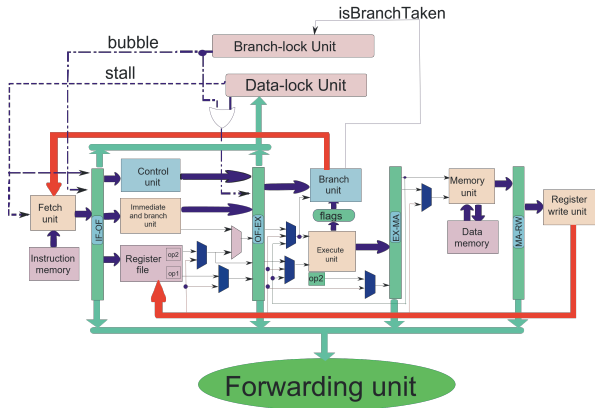 isBranchTaken
bubble
Branch-lock Unit
stall
Data-lock Unit
Control
unit
Branch
unit
Memory
unit
Immediate
and branch
unit
flags
Fetch
unit
Register
write unit
IF-OF
OF-EX
EX-MA
MA-RW
Instruction
memory
Register
file
op2
op1
Execute
unit
op2
Data
memory
Forwarding unit